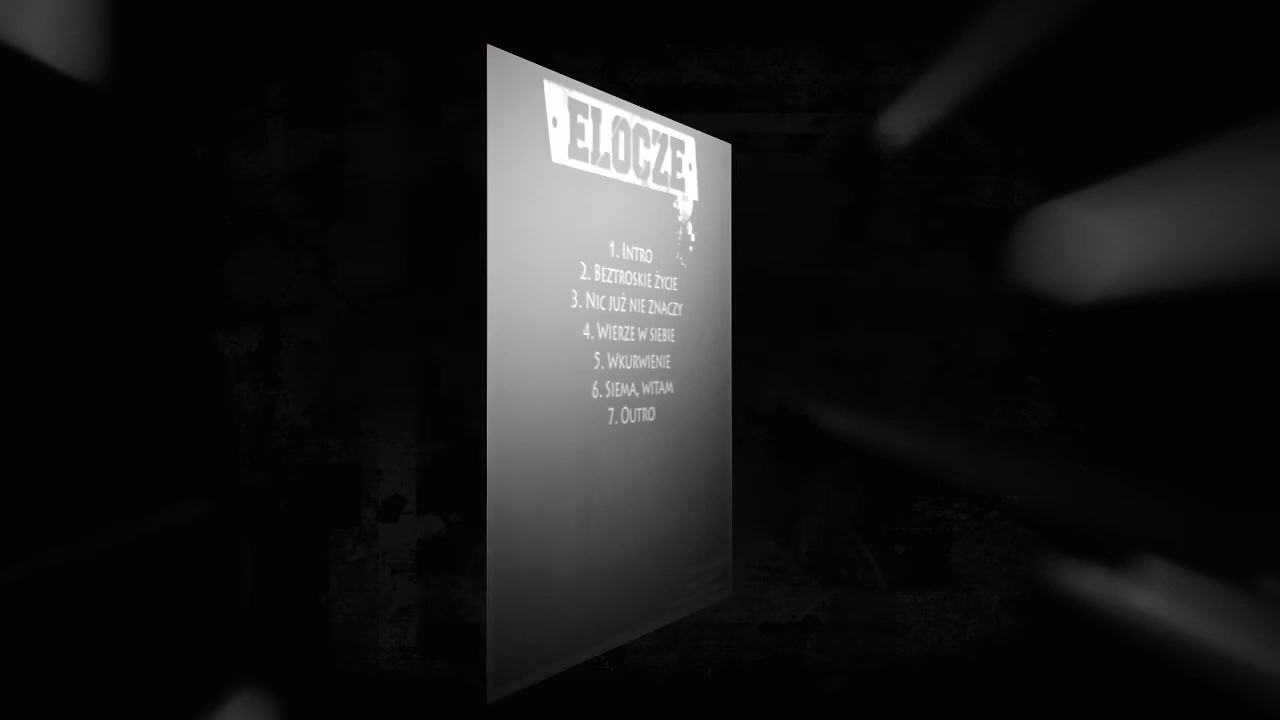 ELOCZE
1. Intro
2. Beztroskie życie
3. Nic już nie znaczy
4. Wierze w siebie
5. Wkurwienie
6. Siema, witam
7. Outro